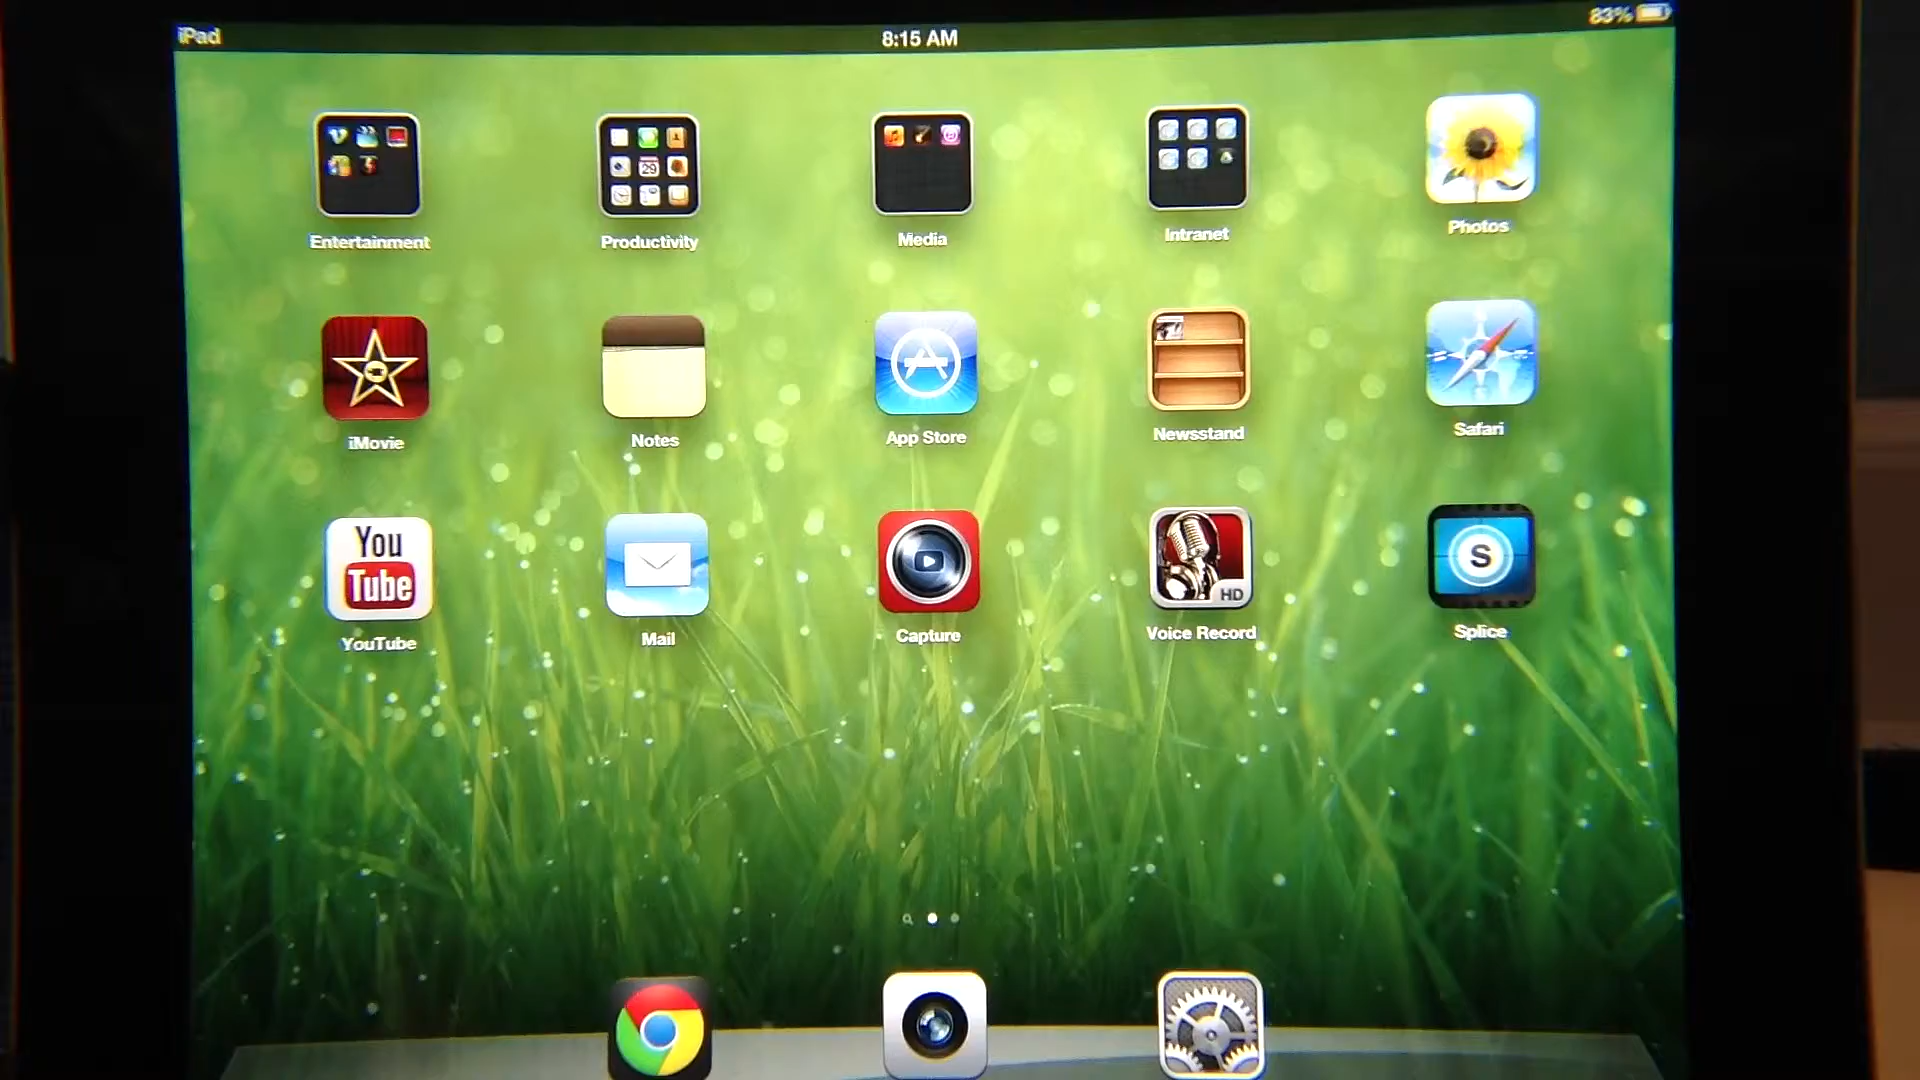 iPad
8:15 AM
83%
29
Entertainment
Productivity
Media
Intranet
Photos
iMovie
Notes
App Store
Newsstand
Safari
You
Tube
HD
S
YouTube
Mail
Capture
Voice Record
Splice